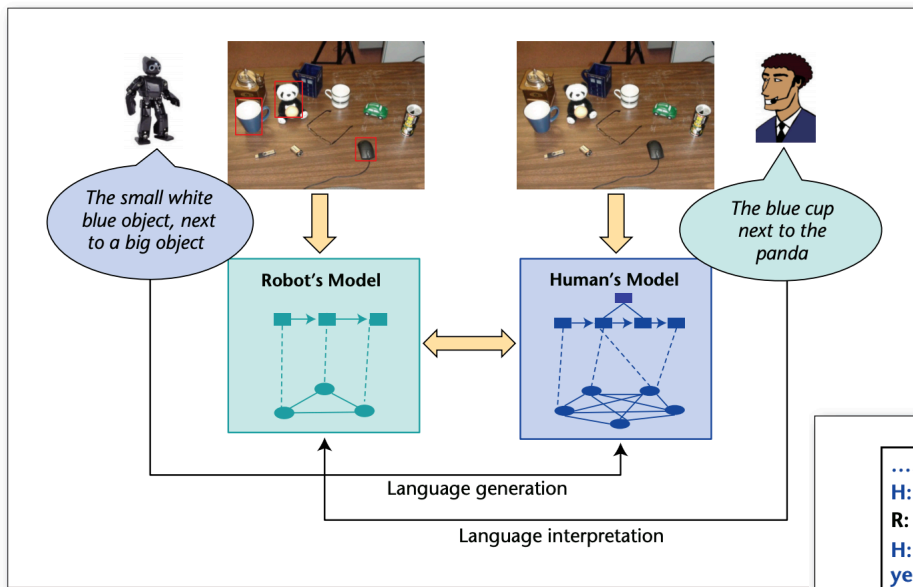 The small white
blue object, next
to a big object
The blue cup
next to the
panda
Robot's Model
Human's Model
Language generation
Language interpretation
...
H:
R:
H:
ye